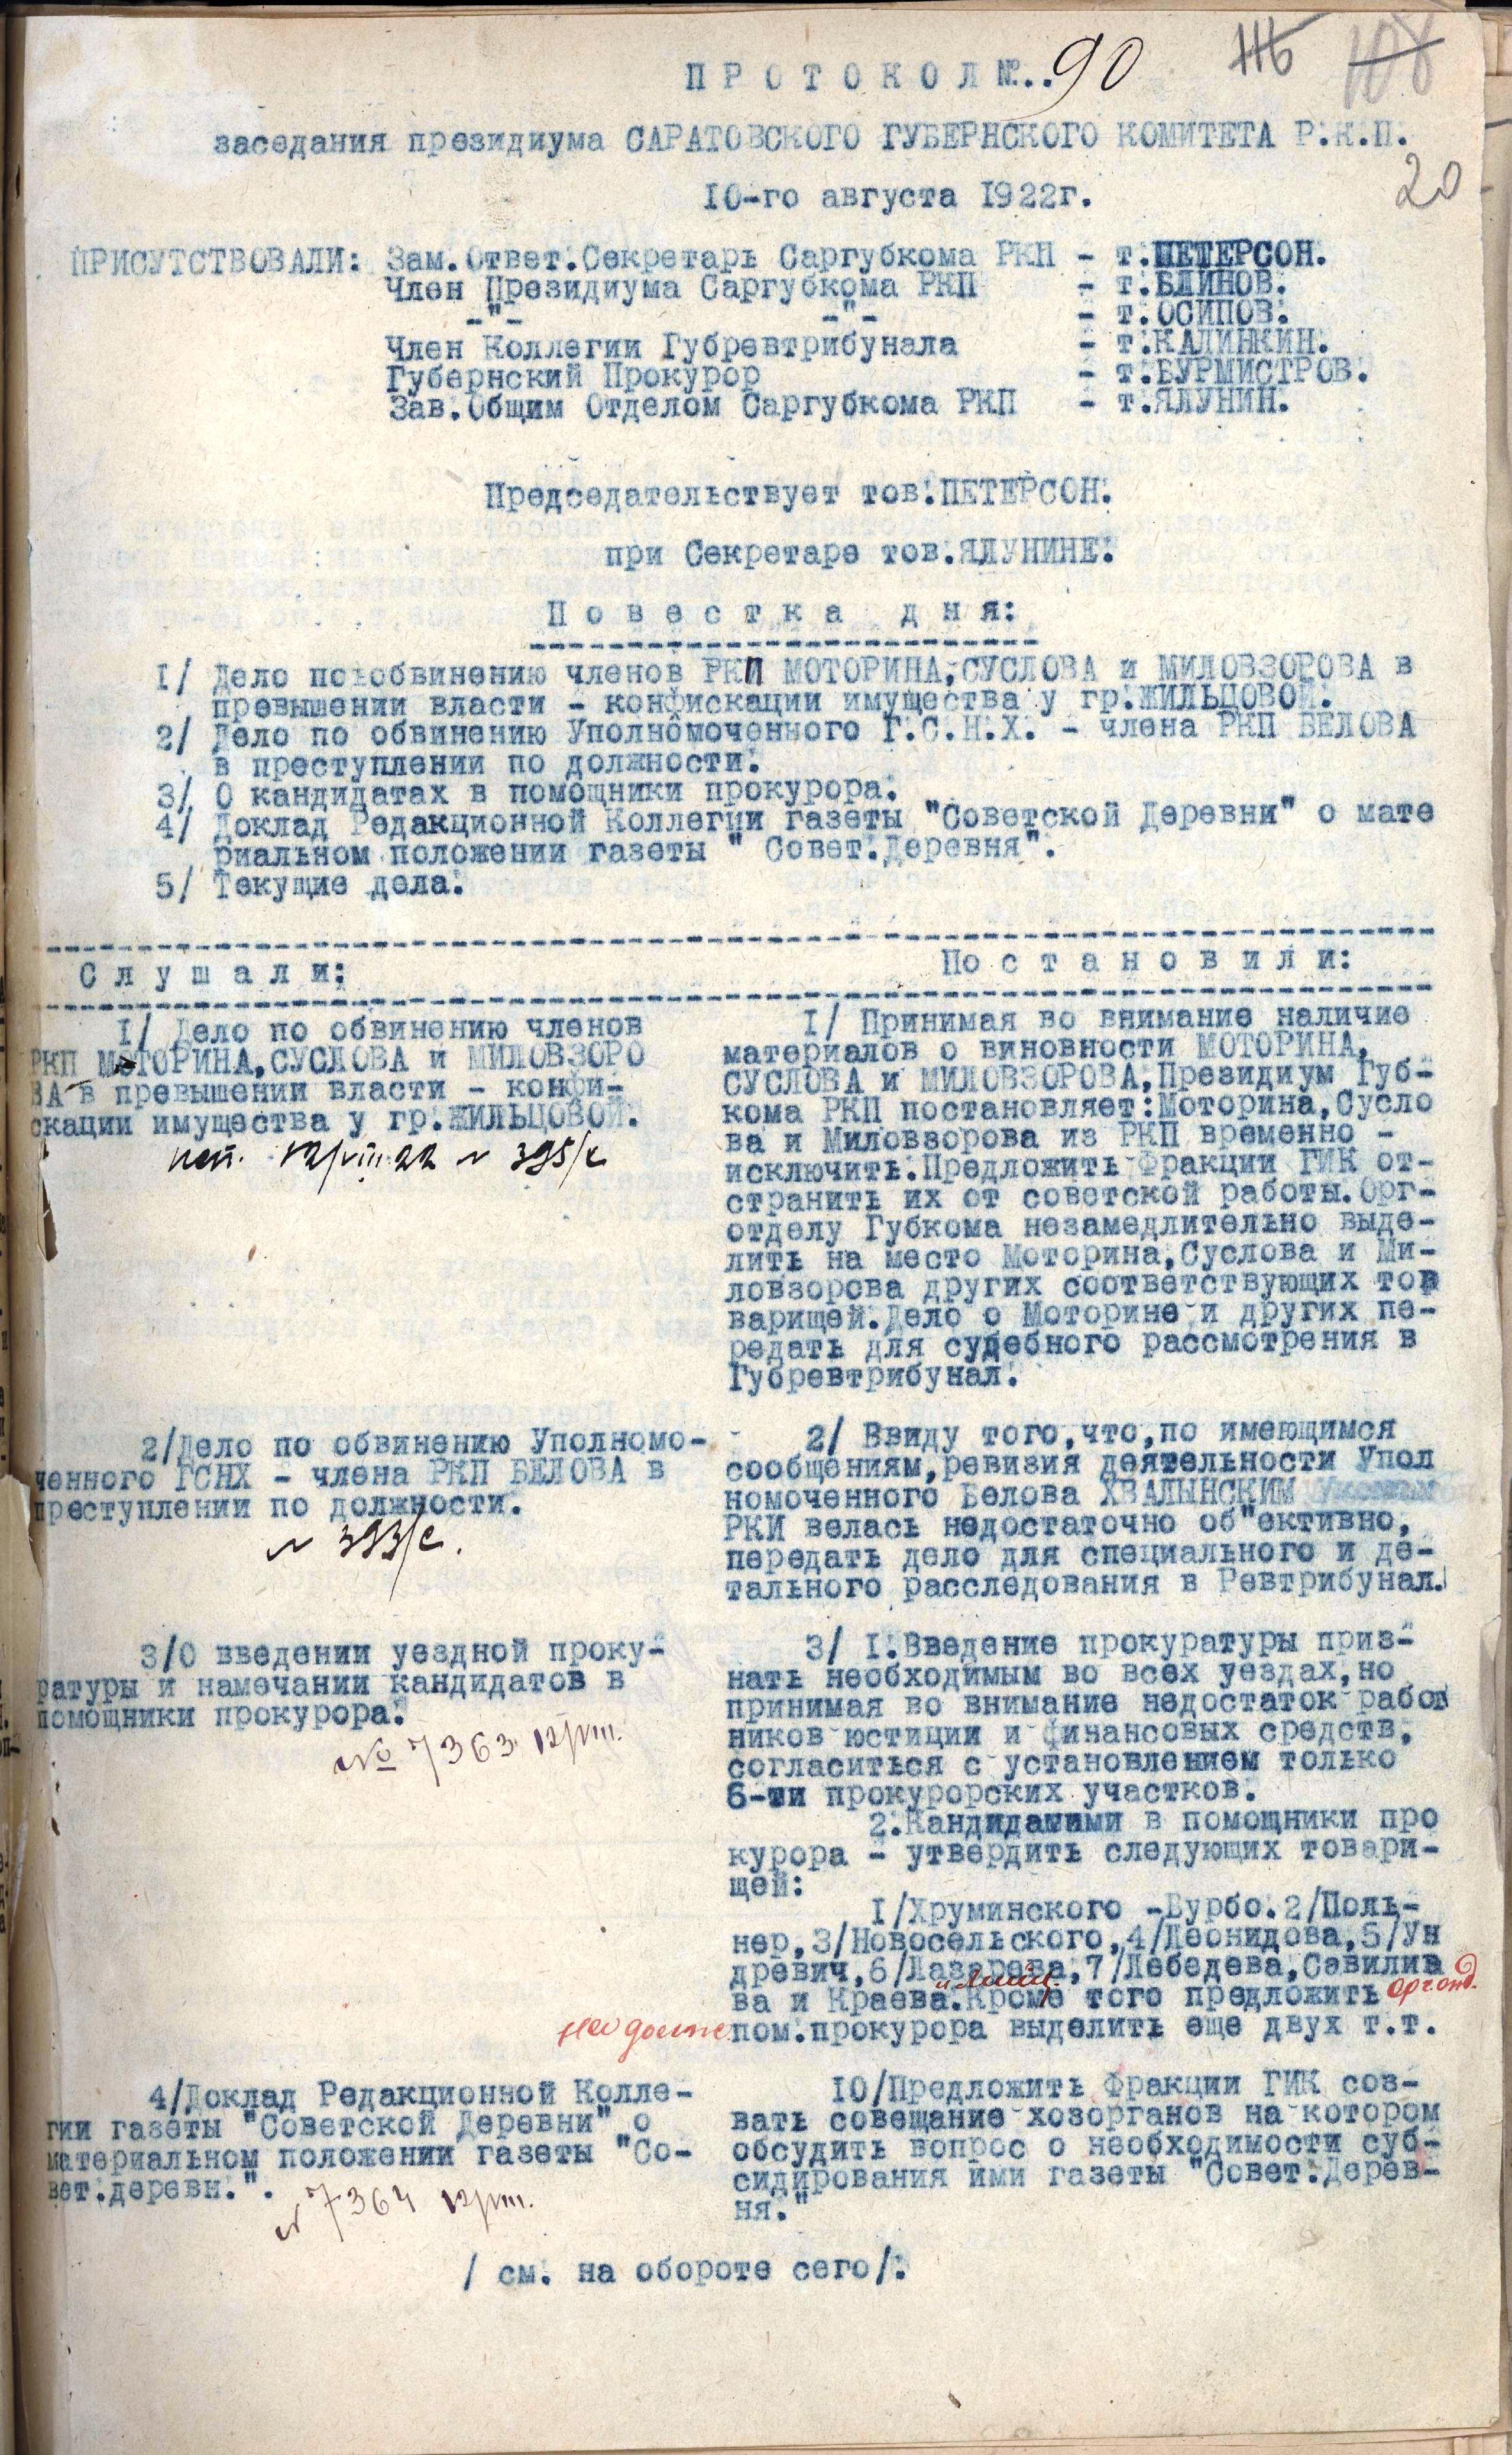 116 108
П Р О Т О К О Л №..90
заседания президиума САРАТОВСКОГО ГУБЕРНСКОГО КОМИТЕТА Р.К.П.
20
10-го августа 1922г.
ПРИСУТСТВОВАЛИ: Зам.Ответ.Секретарь Саргубкома РКП - т.ПЕТЕРСОН.
Член Президиума Саргубкома РКП - т.БЛИНОВ.
-"- -"- - т.ОСИПОВ.
Член Коллегии Губревтрибунала - т.КАЛИНКИН.
Губернский Прокурор - т.БУРМИСТРОВ.
Зав.Общим Отделом Саргубкома РКП - т.ЯЛУНИН.
Председательствует тов.ПЕТЕРСОН.
при Секретаре тов.ЯЛУНИНЕ.
П о в е с т к а д н я:
1/ Дело по обвинению членов РКП МОТОРИНА,СУСЛОВА и МИЛОВЗОРОВА в
превышении власти - конфискации имущества у гр.ЖИЛЬЦОВОЙ.
2/ Дело по обвинению Уполномоченного Г.С.Н.Х. - члена РКП БЕЛОВА
в преступлении по должности.
3/ О кандидатах в помощники прокурора.
4/ Доклад Редакционной Коллегии газеты "Советской Деревни" о мате
риальном положении газеты " Совет.Деревня".
5/ Текущие дела.
С л у ш а л и:
1/ Дело по обвинению членов
РКП МОТОРИНА,СУСЛОВА и МИЛОВЗОРО
ВА в превышении власти - конфи-
скации имущества у гр.ЖИЛЬЦОВОЙ.
12/VIII 22 № 395/с
По с т а н о в и л и:
1/ Принимая во внимание наличие
материалов о виновности МОТОРИНА,
СУСЛОВА и МИЛОВЗОРОВА,Президиум Губ-
кома РКП постановляет:Моторина,Сусло
ва и Миловзорова из РКП временно -
исключить.Предложить Фракции ГИК от-
странить их от советской работы.Орг-
отделу Губкома незамедлительно выде-
лить на место Моторина,Суслова и Ми-
ловзорова других соответствующих тов
варищей.Дело о Моторине и других пе-
редать для судебного рассмотрения в
Губревтрибунал.
2/Дело по обвинению Уполномо-
ченного ГСНХ - члена РКП БЕЛОВА в
преступлении по должности.
№ 393/с.
2/ Ввиду того,что,по имеющимся
сообщениям,ревизия деятельности Упол
номоченного Белова ХВАЛЫНСКИМ
РКИ велась недостаточно об"ективно,
передать дело для специального и де-
тального расследования в Ревтрибунал.
3/О введении уездной проку-
ратуры и намечании кандидатов в
помощники прокурора.
№ 7363 12/VIII.
3/ 1.Введение прокуратуры приз-
нать необходимым во всех уездах,но
принимая во внимание недостаток работ
ников юстиции и финансовых средств,
согласиться с установлением только
6-ти прокурорских участков.
2.Кандидатами в помощники про
курора - утвердить следующих товари-
щей:
1/Хруминского -Бурбо.2/Поль-
нер,3/Новосельского,4/Леонидова,5/Ун
древич,6/Лазарева,7/Лебедева,Савилив
ва и Краева.Кроме того предложить орготд.
пом.прокурора выделить еще двух т.т.
4/Доклад Редакционной Колле-
гии газеты "Советской Деревни" о
материальном положении газеты "Со-
вет.деревн.".
№ 7364 12/VIII.
10/Предложить Фракции ГИК соз-
вать совещание хозорганов на котором
обсудить вопрос о необходимости суб-
сидирования ими газеты "Совет.Дерев-
ня."
/ см. на обороте сего/.